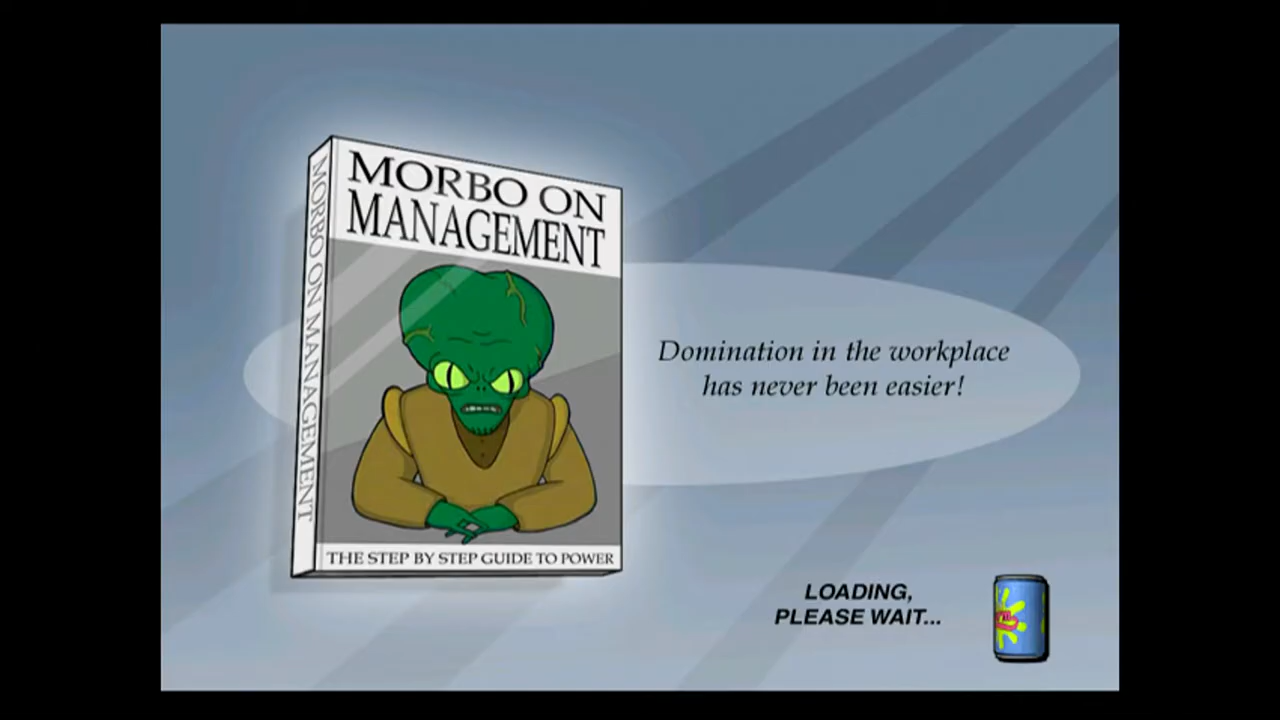 MORBO ON
MANAGEMENT
MORBO ON MANAGEMENT
THE STEP BY STEP GUIDE TO POWER
Domination in the workplace
has never been easier!
LOADING,
PLEASE WAIT...